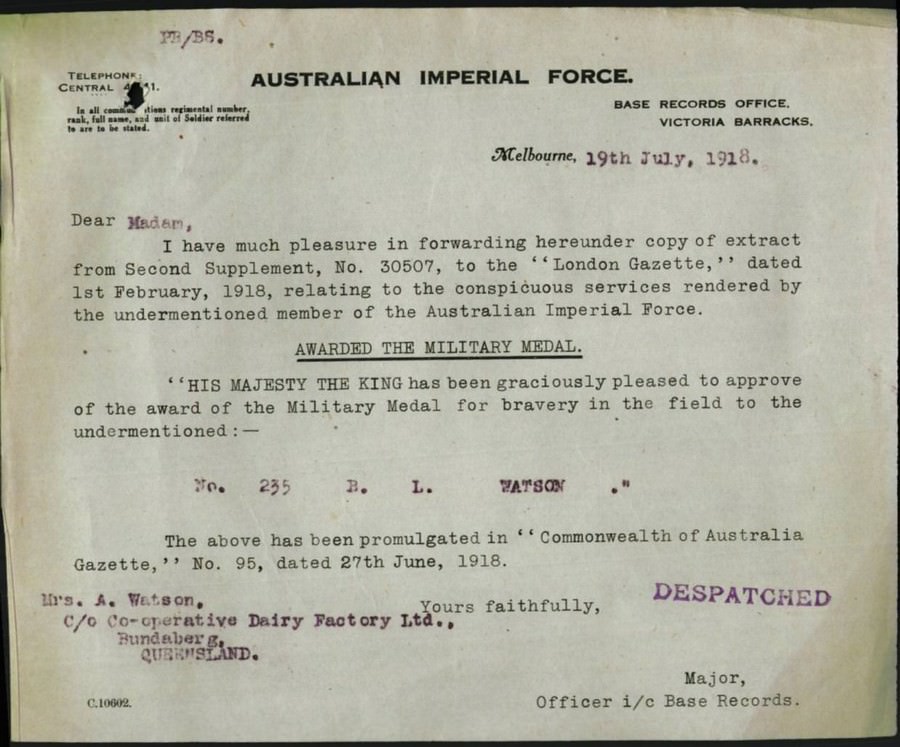 PB/BS.
TELEPHONE:
CENTRAL 1.
AUSTRALIAN IMPERIAL FORCE.
In all regimental number,
rank, full name, and unit of Soldier referred
to are to be stated.
BASE RECORDS OFFICE,
VICTORIA BARRACKS.
Melbourne, 19th July, 1918.
Dear Madam,
I have much pleasure in forwarding hereunder copy of extract
from Second Supplement, No. 30507, to the ‘‘London Gazette,’’ dated
1st February, 1918, relating to the conspicuous services rendered by
the undermentioned member of the Australian Imperial Force.
AWARDED THE MILITARY MEDAL.
‘‘HIS MAJESTY THE KING has been graciously pleased to approve
of the award of the Military Medal for bravery in the field to the
undermentioned:—
No. 235 B. L. WATSON ."
The above has been promulgated in ‘‘Commonwealth of Australia
Gazette,’’ No. 95, dated 27th June, 1918.
Mrs. A. Watson,
C/o Co-operative Dairy Factory Ltd.,
Bundaberg,
QUEENSLAND.
Yours faithfully,
DESPATCHED
Major,
Officer i/c Base Records.
C.10602.